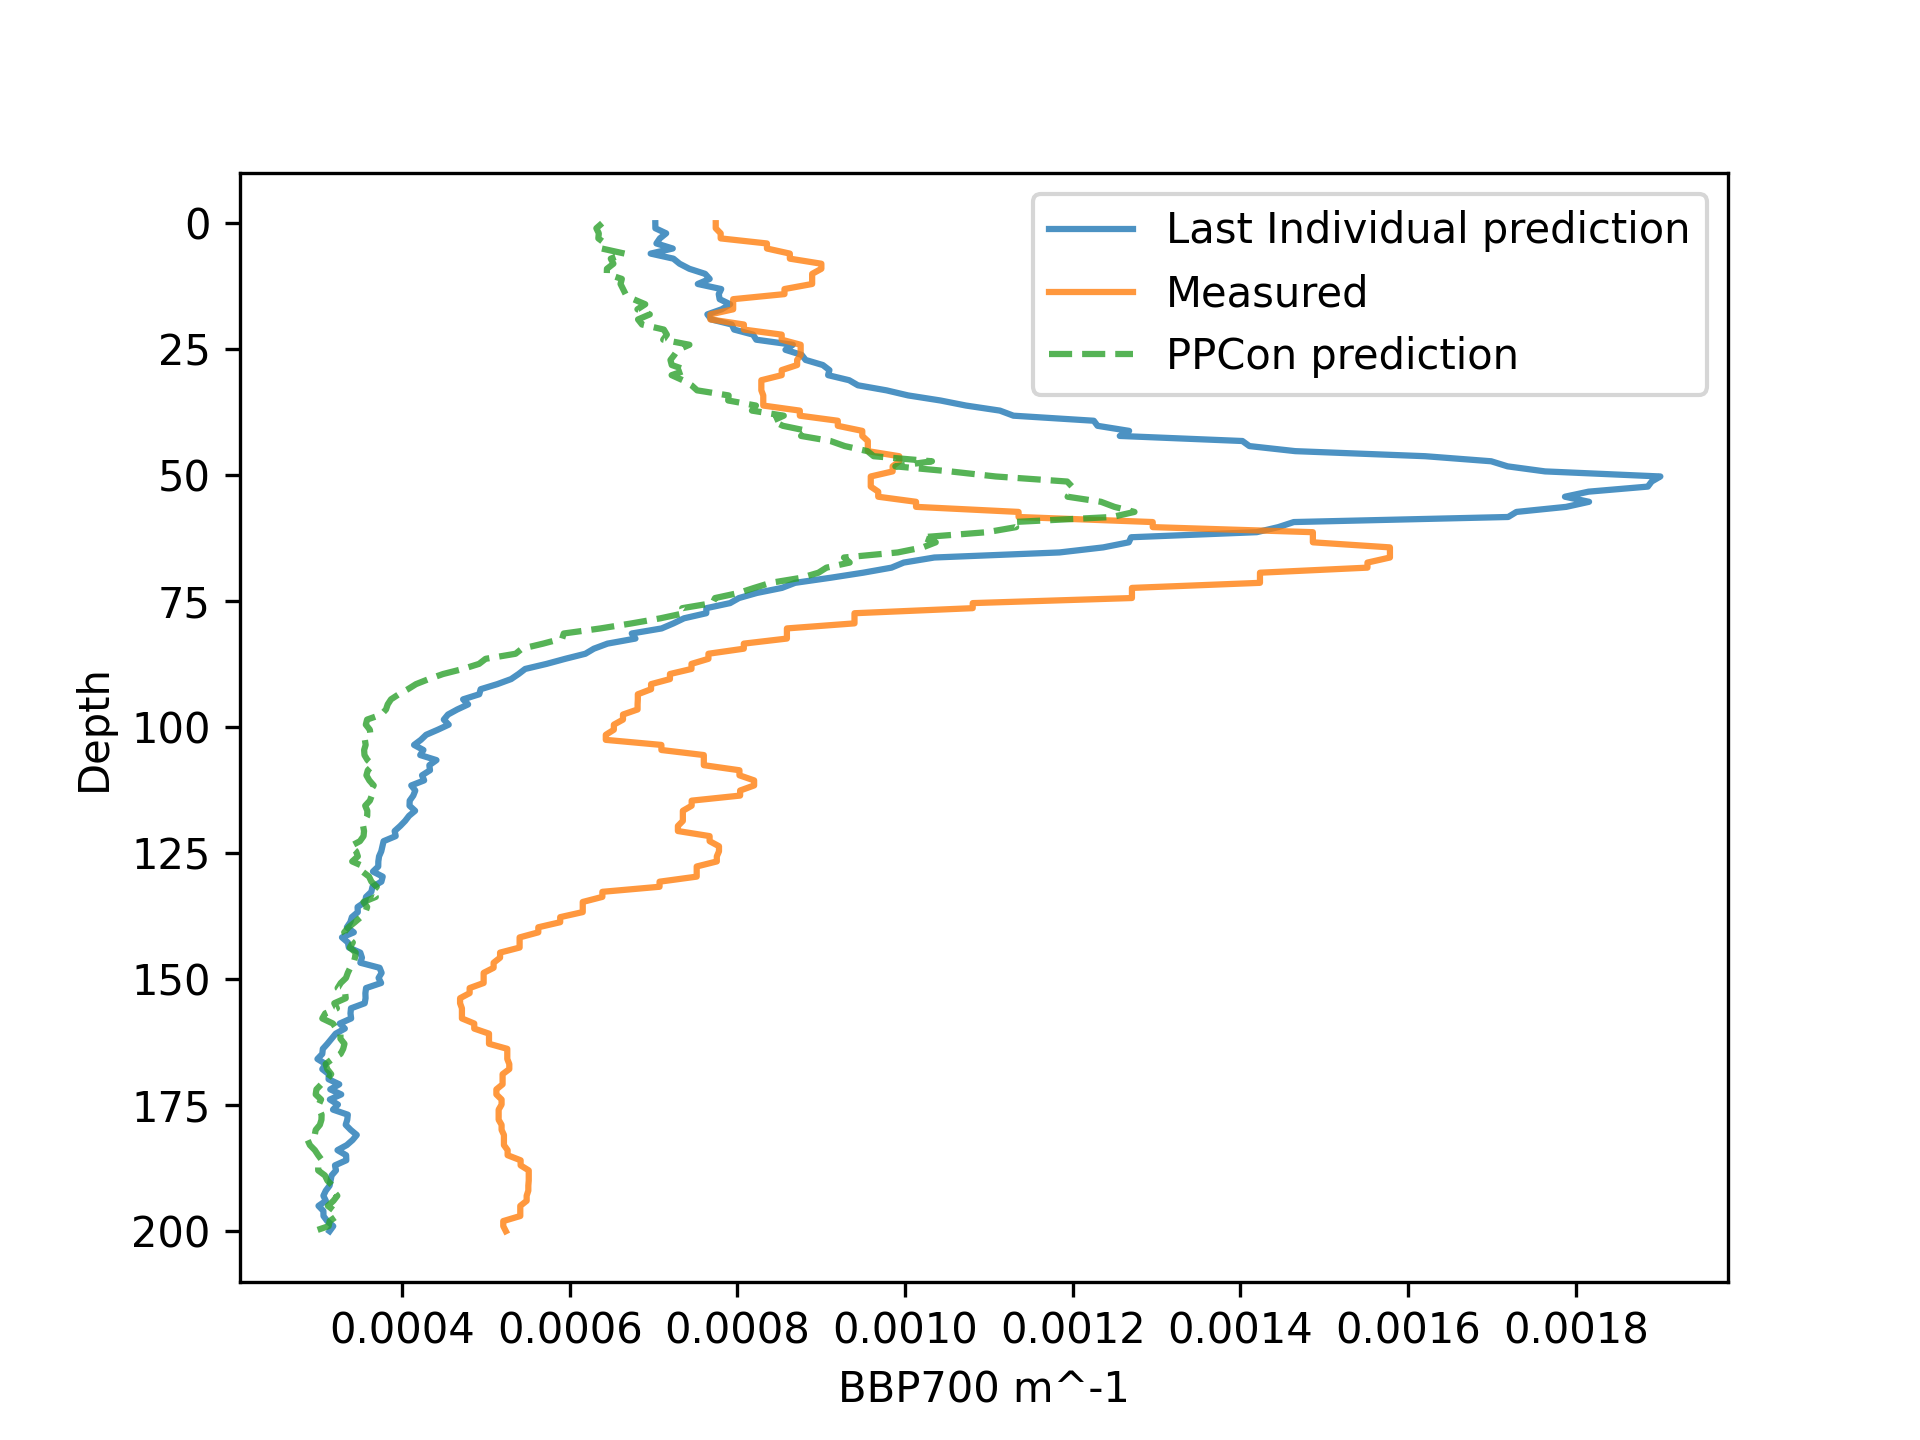 Last Individual prediction
Measured
PPCon prediction
0
25
50
75
100
125
150
175
200
Depth
0.0004 0.0006 0.0008 0.0010 0.0012 0.0014 0.0016 0.0018
BBP700 m^-1